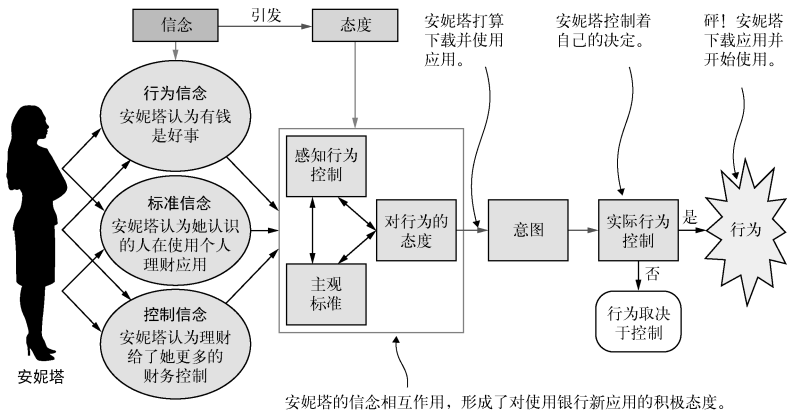 信念
引发
态度
安妮塔打算
下载并使用
应用。
安妮塔控制着
自己的决定。
砰！安妮塔
下载应用并
开始使用。
行为信念
安妮塔认为有钱
是好事
标准信念
安妮塔认为她认识
的人在使用个人
理财应用
控制信念
安妮塔认为理财
给了她更多的
财务控制
安妮塔
感知行为
控制
主观
标准
对行为的
态度
意图
实际行为
控制
是
行为
否
行为取决
于控制
安妮塔的信念相互作用，形成了对使用银行新应用的积极态度。